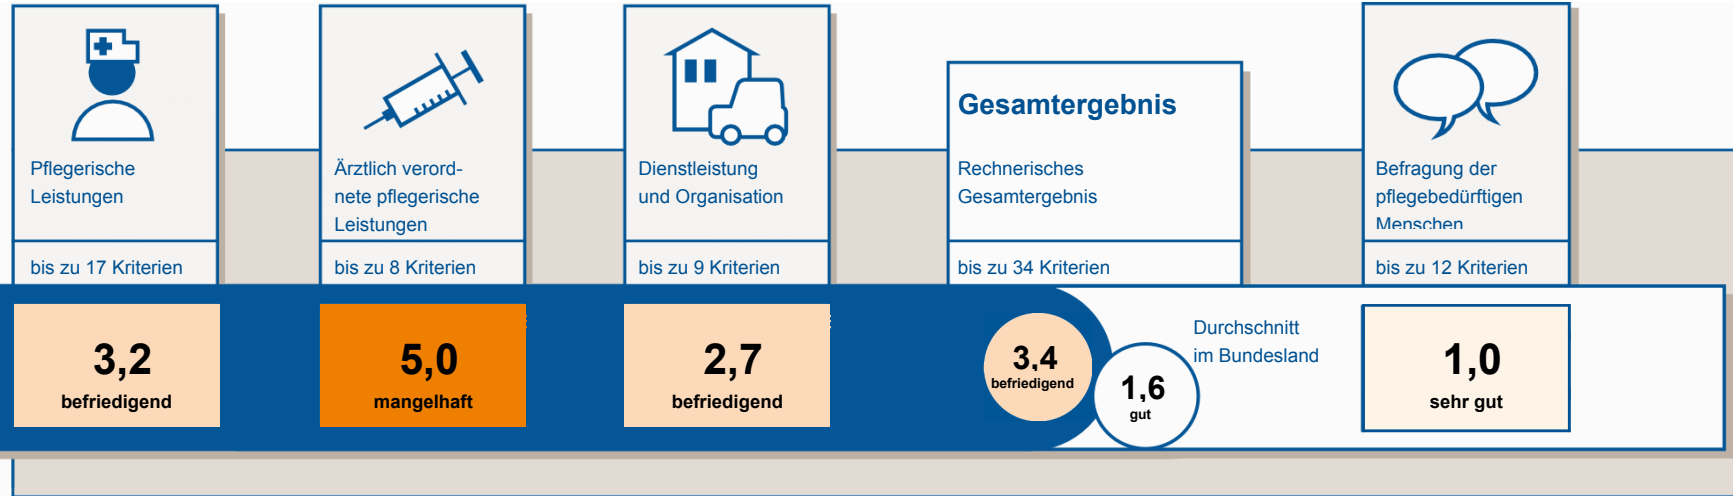 Pflegerische
Leistungen
bis zu 17 Kriterien
3,2
befriedigend
Ärztlich verord-
nete pflegerische
Leistungen
bis zu 8 Kriterien
5,0
mangelhaft
Dienstleistung
und Organisation
bis zu 9 Kriterien
2,7
befriedigend
Gesamtergebnis
Rechnerisches
Gesamtergebnis
bis zu 34 Kriterien
3,4
befriedigend
1,6
gut
Durchschnitt
im Bundesland
Befragung der
pflegebedürftigen
Menschen
bis zu 12 Kriterien
1,0
sehr gut